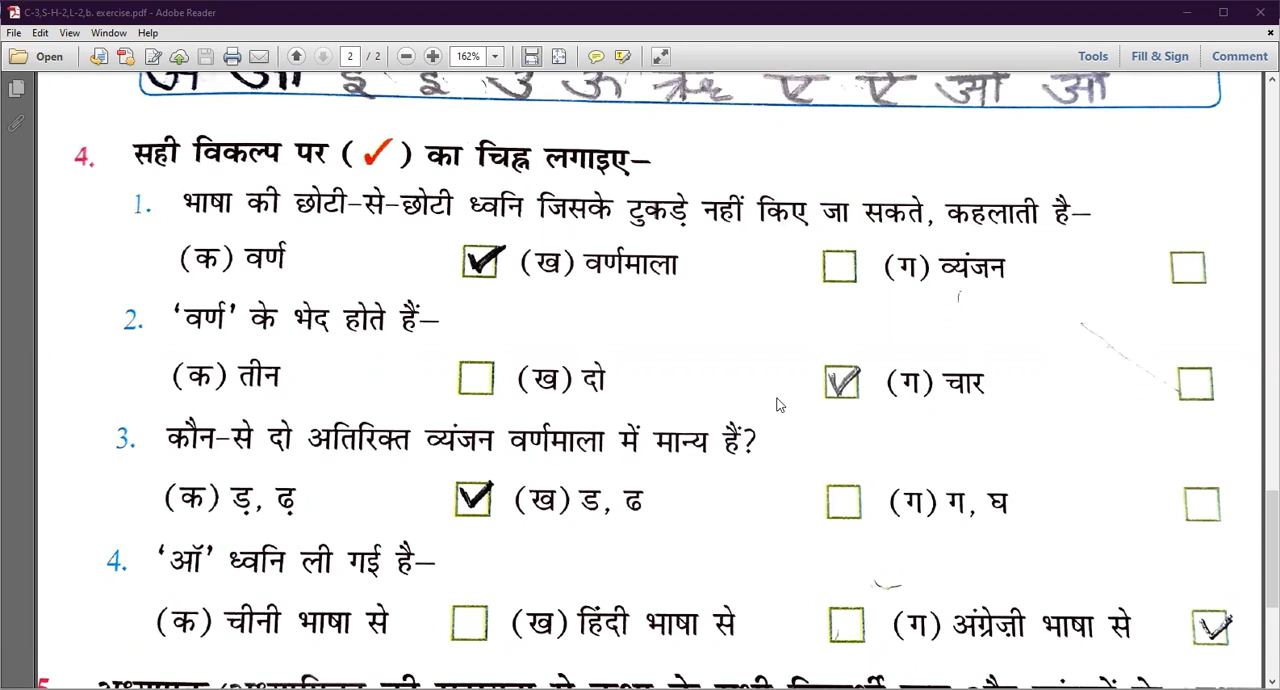 C-3,S-H-2,L-2,b. exercise.pdf - Adobe Reader
File Edit View Window Help
Open 2 / 2 162% Tools Fill & Sign Comment
अ आ इ ई उ ऊ ऋ ए ऐ ओ औ
4. सही विकल्प पर (✓) का चिह्न लगाइए–
1. भाषा की छोटी-से-छोटी ध्वनि जिसके टुकड़े नहीं किए जा सकते, कहलाती है–
(क) वर्ण ✓ (ख) वर्णमाला (ग) व्यंजन
2. ‘वर्ण’ के भेद होते हैं–
(क) तीन (ख) दो ✓ (ग) चार
3. कौन-से दो अतिरिक्त व्यंजन वर्णमाला में मान्य हैं?
(क) ड़, ढ़ ✓ (ख) ड, ढ (ग) ग, घ
4. ‘ऑ’ ध्वनि ली गई है–
(क) चीनी भाषा से (ख) हिंदी भाषा से (ग) अंग्रेज़ी भाषा से ✓